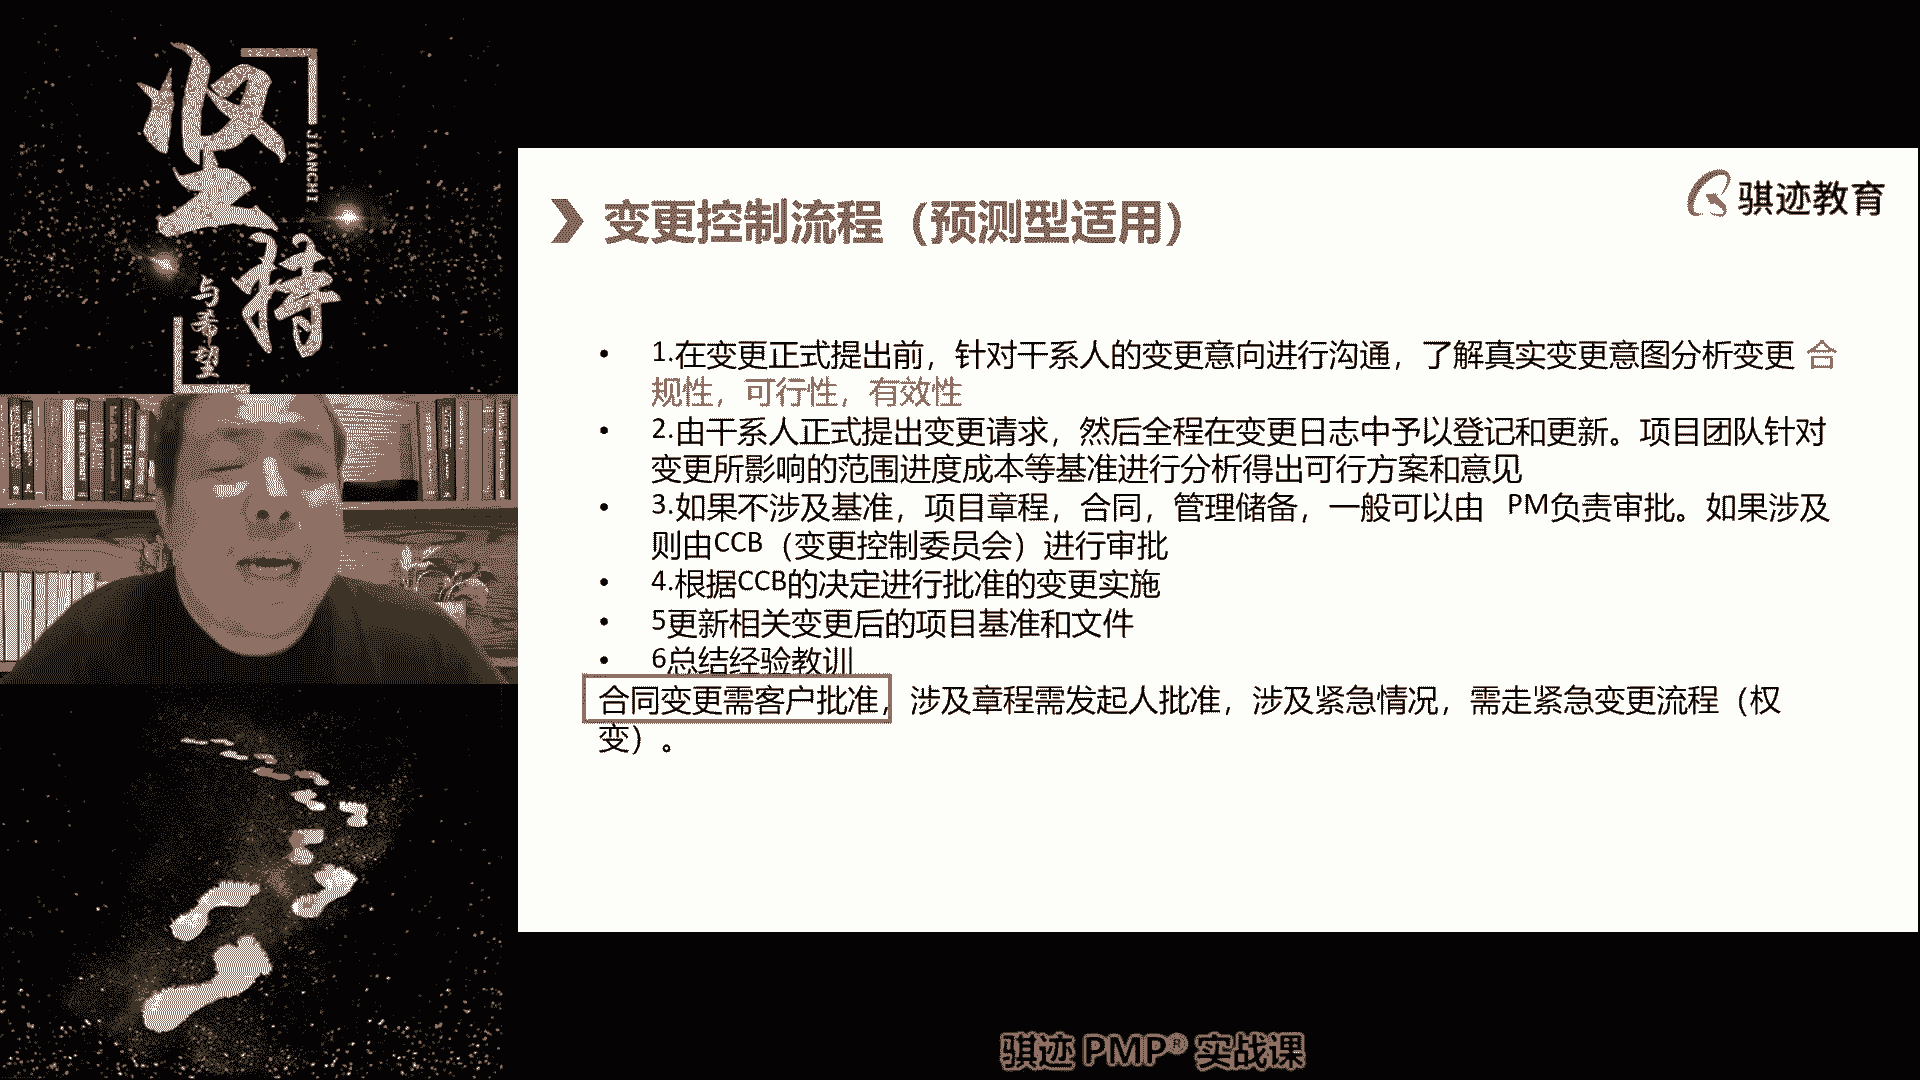 坚持
JIANCHI
与希望
骐迹教育
变更控制流程（预测型适用）
• 1.在变更正式提出前，针对干系人的变更意向进行沟通，了解真实变更意图分析变更 合
规性，可行性，有效性
• 2.由干系人正式提出变更请求，然后全程在变更日志中予以登记和更新。项目团队针对
变更所影响的范围进度成本等基准进行分析得出可行方案和意见
• 3.如果不涉及基准，项目章程，合同，管理储备，一般可以由 PM负责审批。如果涉及
则由CCB（变更控制委员会）进行审批
• 4.根据CCB的决定进行批准的变更实施
• 5更新相关变更后的项目基准和文件
• 6总结经验教训
合同变更需客户批准，涉及章程需发起人批准，涉及紧急情况，需走紧急变更流程（权
变）。
骐迹 PMP® 实战课